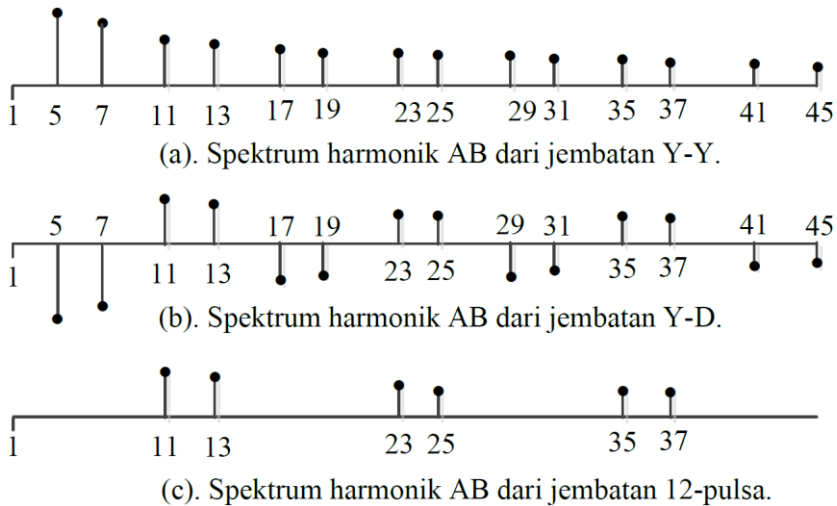 1 5 7 11 13 17 19 23 25 29 31 35 37 41 45
(a). Spektrum harmonik AB dari jembatan Y-Y.
5 7 17 19 29 31 41 45
1 11 13 23 25 35 37
(b). Spektrum harmonik AB dari jembatan Y-D.
1 11 13 23 25 35 37
(c). Spektrum harmonik AB dari jembatan 12-pulsa.